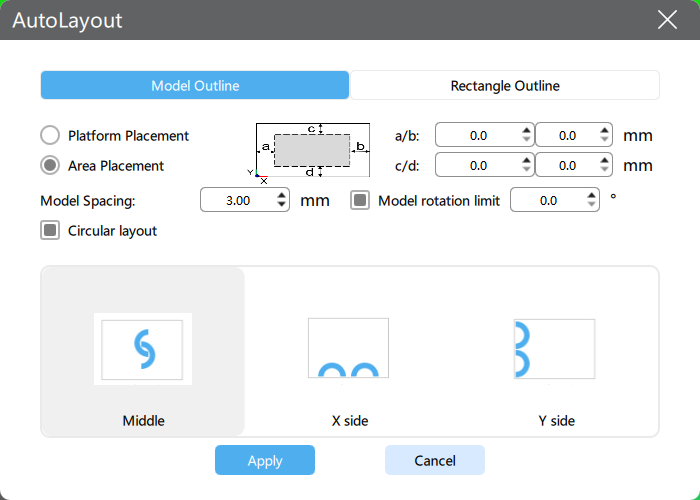 AutoLayout
Model Outline Rectangle Outline
Platform Placement a/b: 0.0 0.0 mm
Area Placement c/d: 0.0 0.0 mm
c
a b
d
Y
X
Model Spacing: 3.00 mm Model rotation limit 0.0 °
Circular layout
Middle X side Y side
Apply Cancel